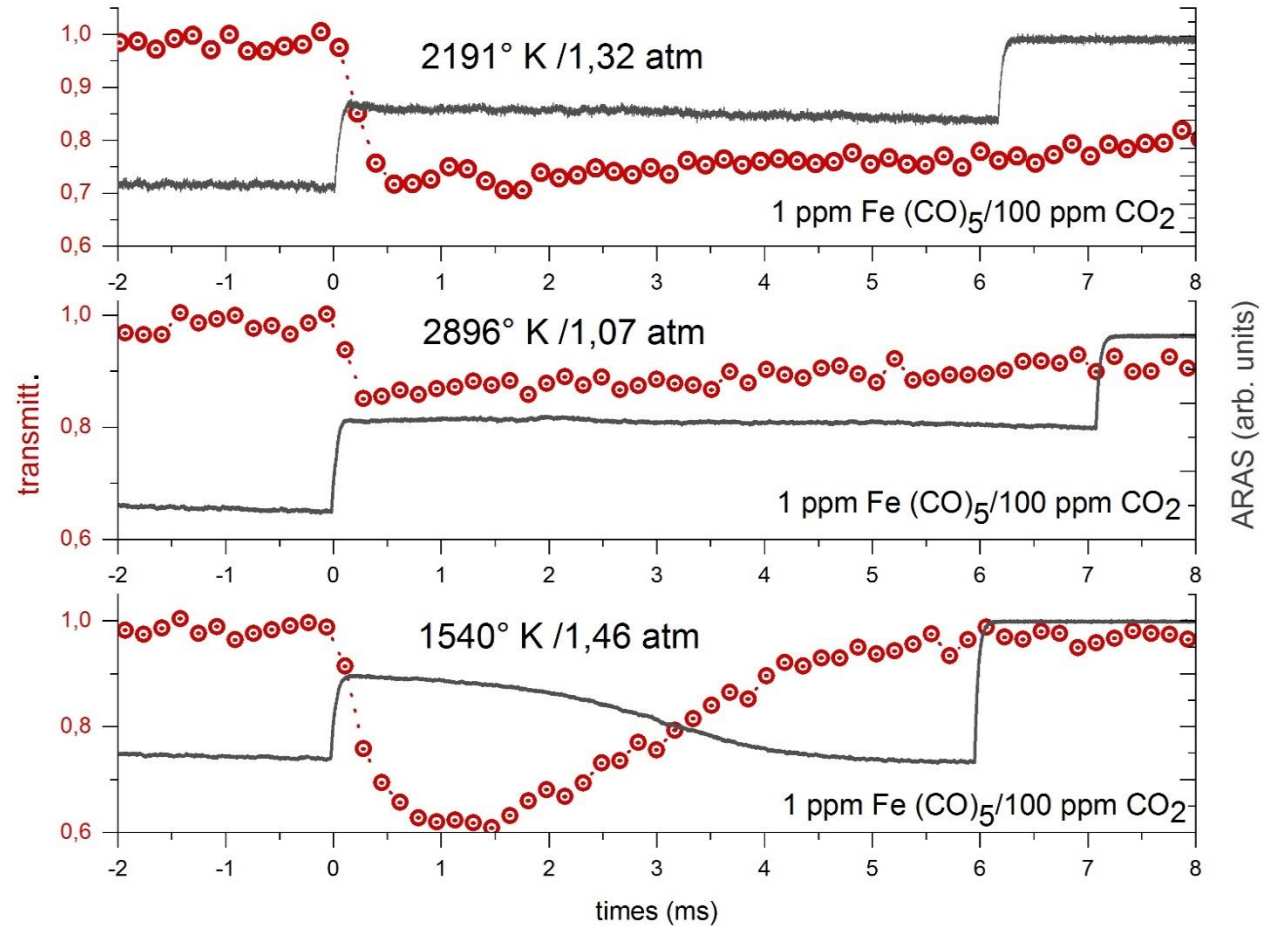 1,0
0,9
0,8
0,7
0,6
2191° K /1,32 atm
1 ppm Fe (CO)5/100 ppm CO2
-2 -1 0 1 2 3 4 5 6 7 8
1,0
0,8
0,6
2896° K /1,07 atm
1 ppm Fe (CO)5/100 ppm CO2
-2 -1 0 1 2 3 4 5 6 7 8
transmitt.
ARAS (arb. units)
1,0
0,8
0,6
1540° K /1,46 atm
1 ppm Fe (CO)5/100 ppm CO2
-2 -1 0 1 2 3 4 5 6 7 8
times (ms)